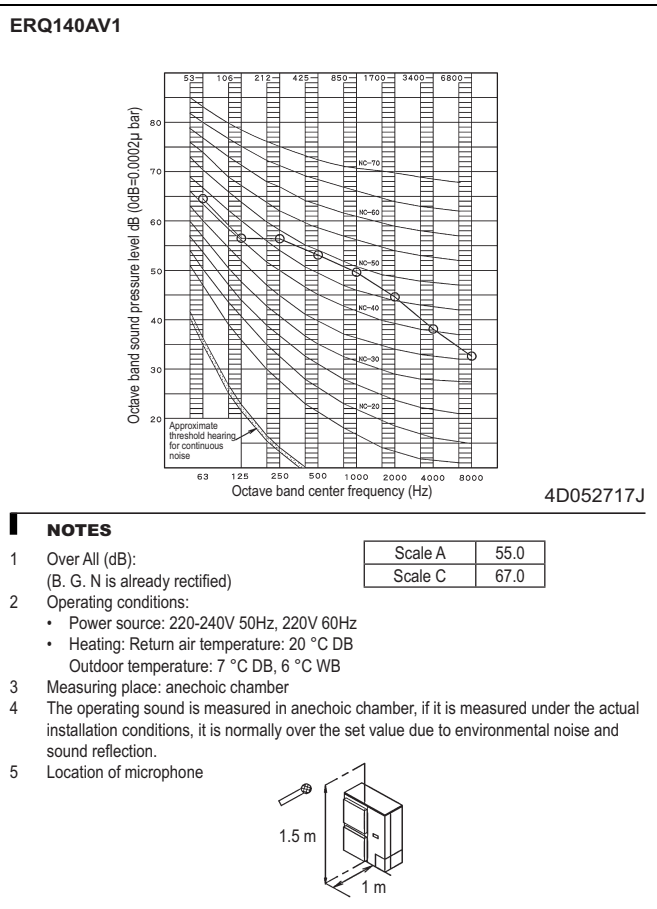 ERQ140AV1
53 106 212 425 850 1700 3400 6800
Octave band sound pressure level dB (0dB=0.0002μ bar)
80
70
60
50
40
30
20
NC-70
NC-60
NC-50
NC-40
NC-30
NC-20
Approximate
threshold hearing
for continuous
noise
63 125 250 500 1000 2000 4000 8000
Octave band center frequency (Hz)
4D052717J
NOTES
1 Over All (dB):
(B. G. N is already rectified)
Scale A 55.0
Scale C 67.0
2 Operating conditions:
• Power source: 220-240V 50Hz, 220V 60Hz
• Heating: Return air temperature: 20 °C DB
Outdoor temperature: 7 °C DB, 6 °C WB
3 Measuring place: anechoic chamber
4 The operating sound is measured in anechoic chamber, if it is measured under the actual
installation conditions, it is normally over the set value due to environmental noise and
sound reflection.
5 Location of microphone
1.5 m
1 m